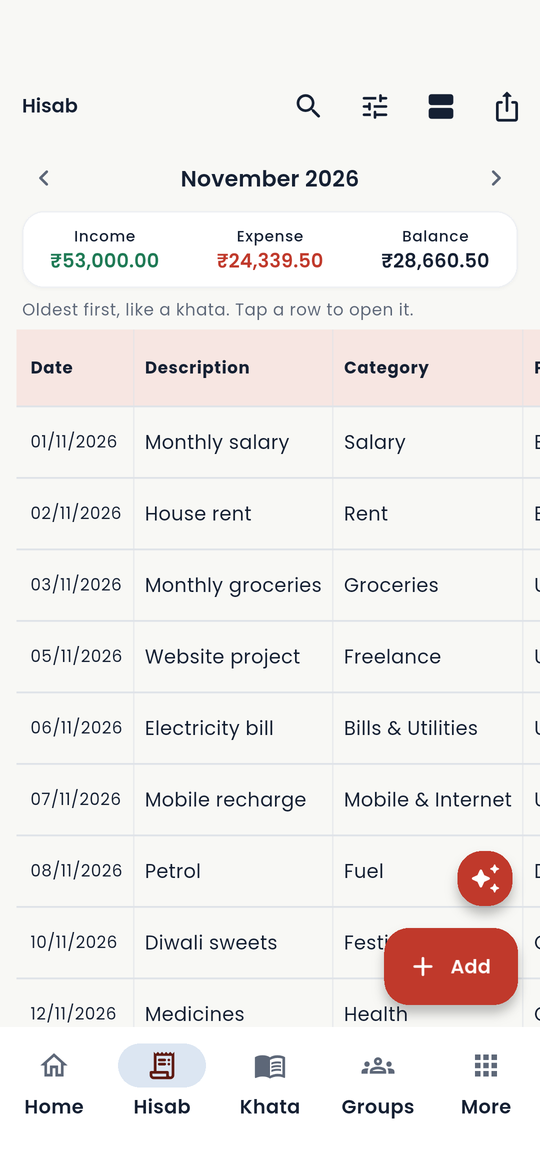 Hisab
November 2026
Income Expense Balance
₹53,000.00 ₹24,339.50 ₹28,660.50
Oldest first, like a khata. Tap a row to open it.
Date Description Category
01/11/2026 Monthly salary Salary
02/11/2026 House rent Rent
03/11/2026 Monthly groceries Groceries
05/11/2026 Website project Freelance
06/11/2026 Electricity bill Bills & Utilities
07/11/2026 Mobile recharge Mobile & Internet
08/11/2026 Petrol Fuel
10/11/2026 Diwali sweets
Add
12/11/2026 Medicines Health
Home Hisab Khata Groups More